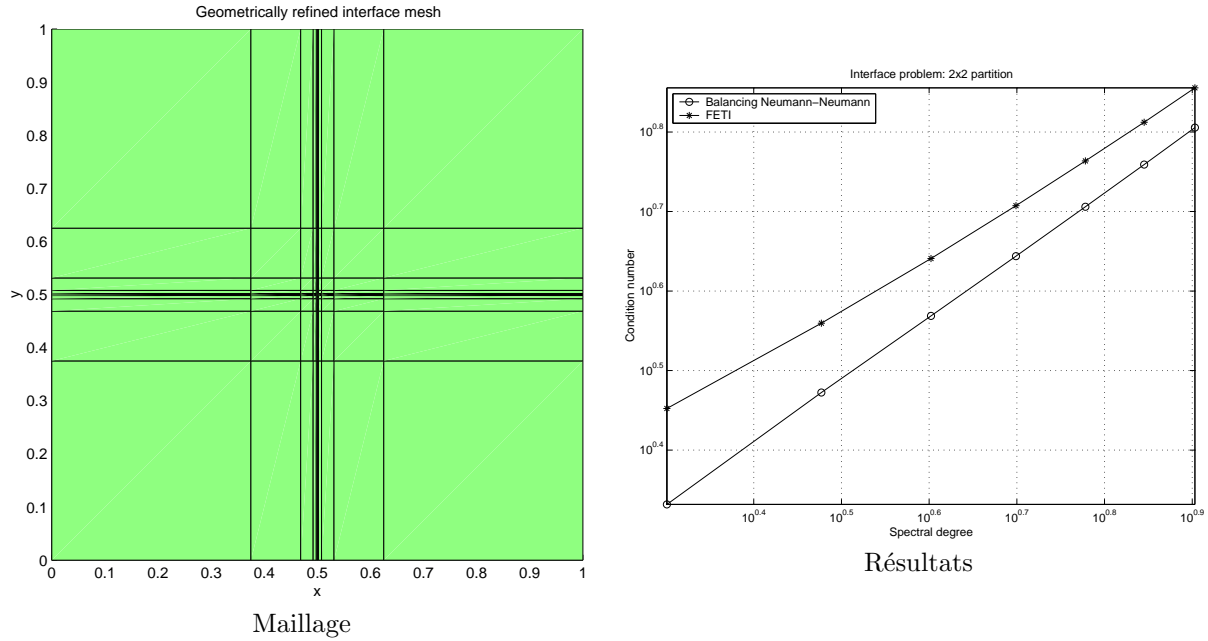 Geometrically refined interface mesh
1
0.9
0.8
0.7
0.6
0.5
0.4
0.3
0.2
0.1
0
y
0 0.1 0.2 0.3 0.4 0.5 0.6 0.7 0.8 0.9 1
x
Maillage
Interface problem: 2x2 partition
Balancing Neumann−Neumann
FETI
10^0.8
10^0.7
10^0.6
10^0.5
10^0.4
Condition number
10^0.4 10^0.5 10^0.6 10^0.7 10^0.8 10^0.9
Spectral degree
Résultats